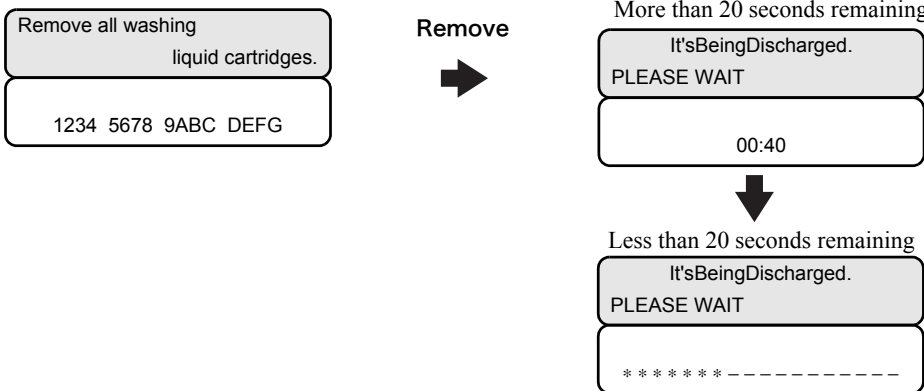 Remove all washing
liquid cartridges.
1234 5678 9ABC DEFG
Remove
More than 20 seconds remaining
It'sBeingDischarged.
PLEASE WAIT
00:40
Less than 20 seconds remaining
It'sBeingDischarged.
PLEASE WAIT
*******−−−−−−−−−−−